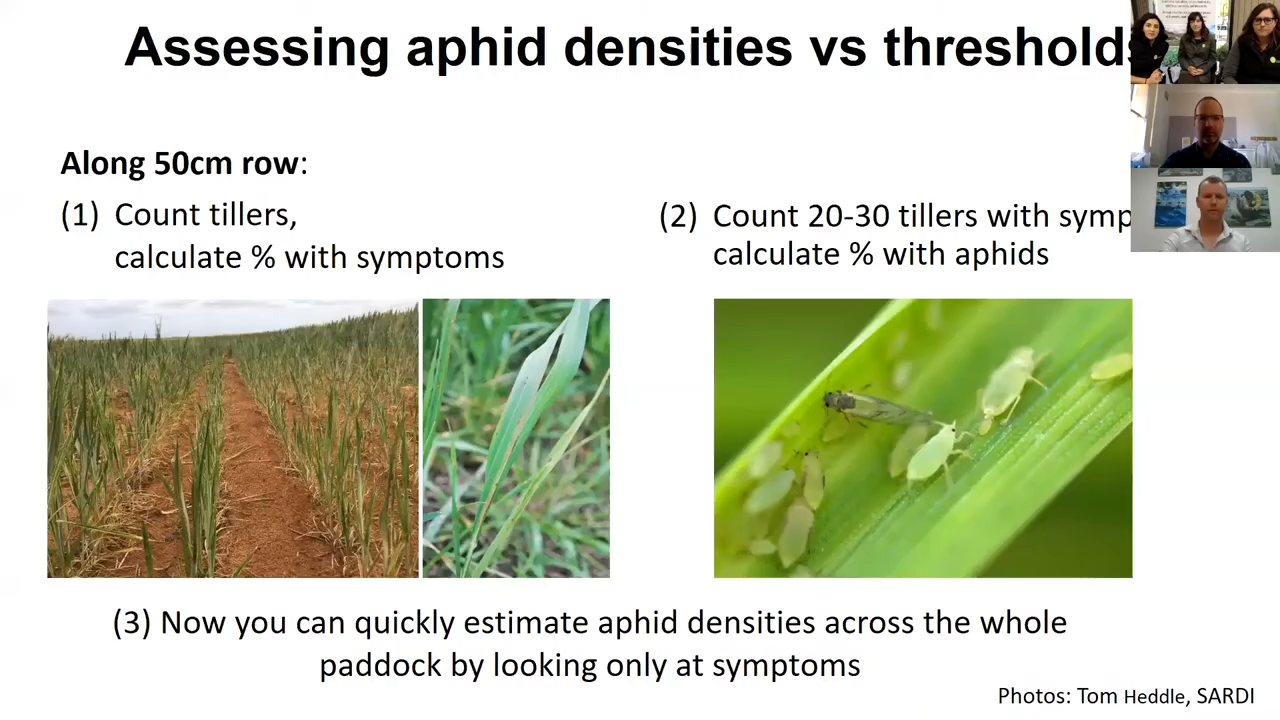 Assessing aphid densities vs threshold
Along 50cm row:
(1) Count tillers,
calculate % with symptoms
(2) Count 20-30 tillers with symp
calculate % with aphids
(3) Now you can quickly estimate aphid densities across the whole
paddock by looking only at symptoms
Photos: Tom Heddle, SARDI